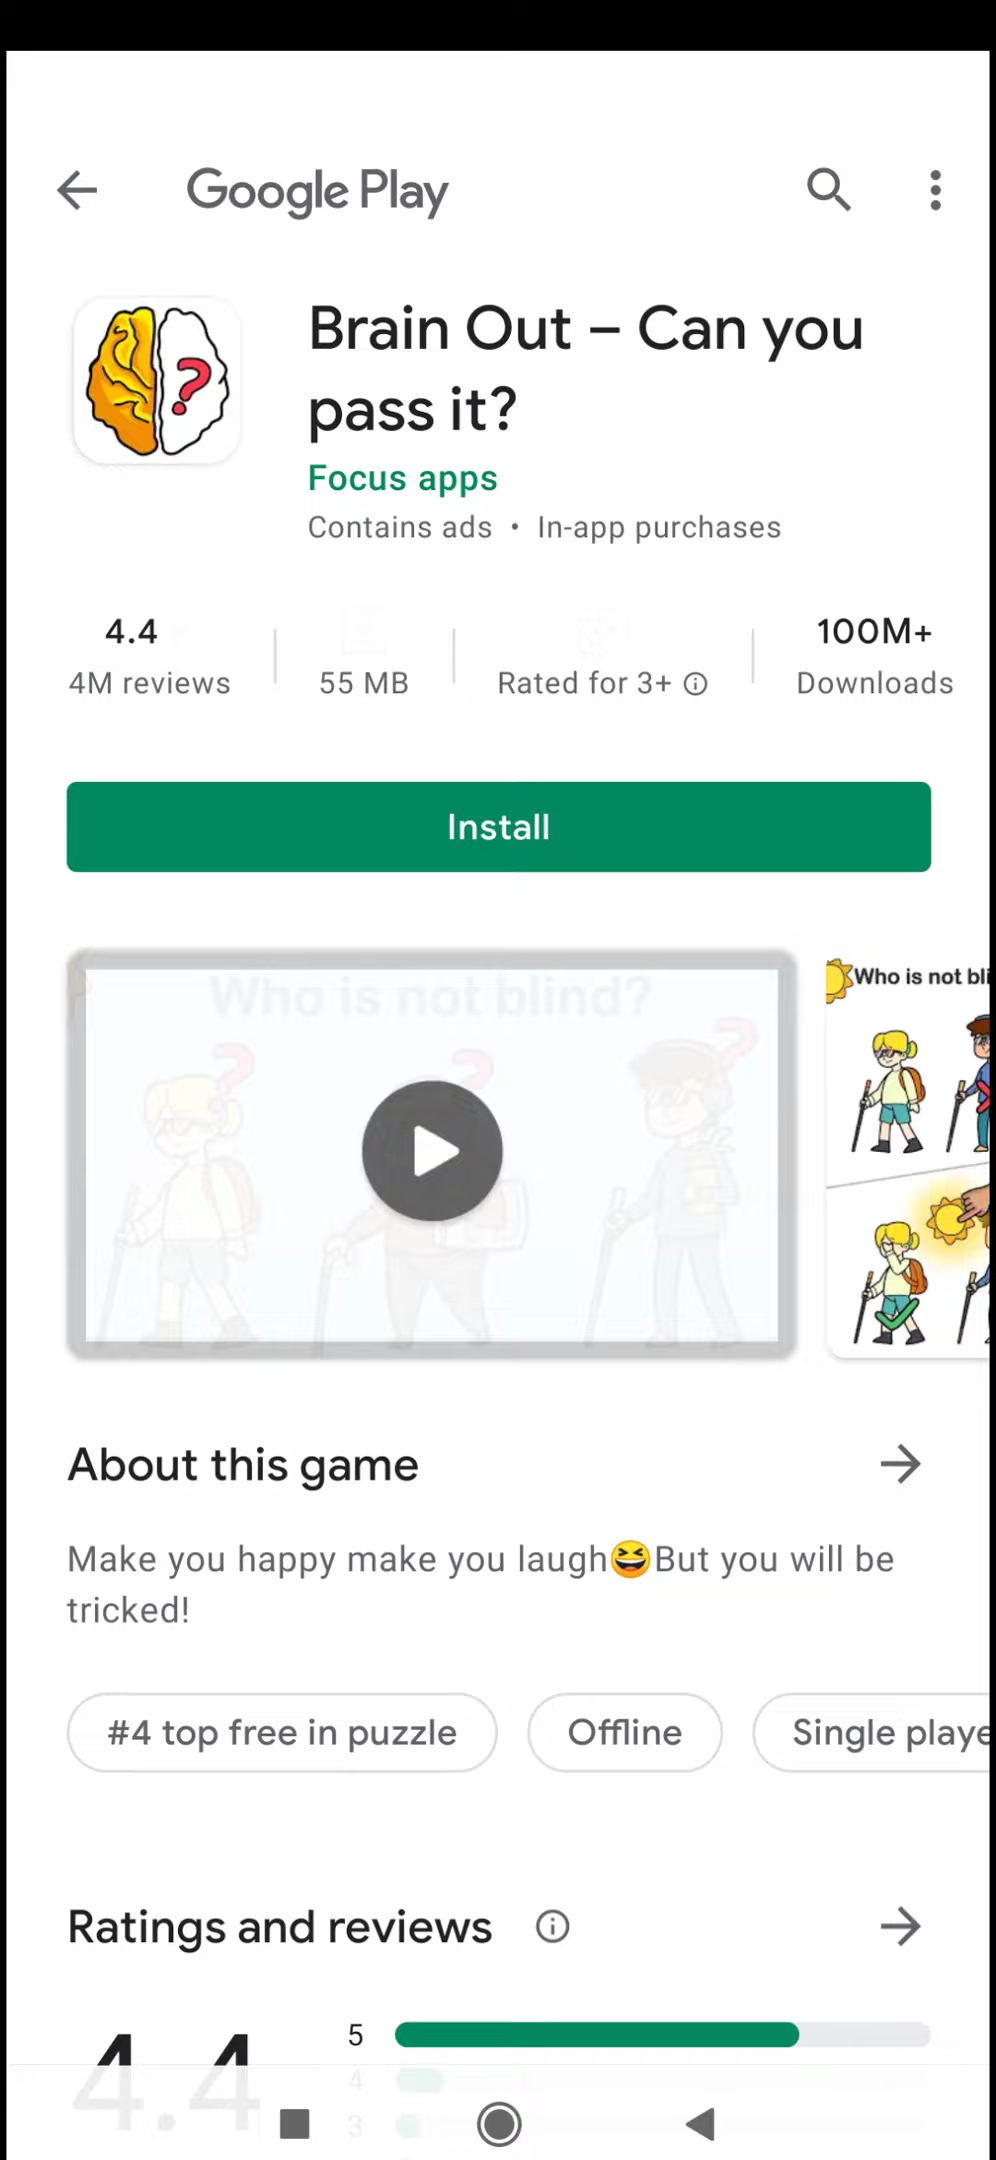 Google Play
Brain Out – Can you
pass it?
Focus apps
Contains ads • In-app purchases
4.4
4M reviews
55 MB
Rated for 3+
100M+
Downloads
Install
Who is not blind?
Who is not bli
About this game
Make you happy make you laugh😆But you will be
tricked!
#4 top free in puzzle
Offline
Single playe
Ratings and reviews
4.4
5
4
3